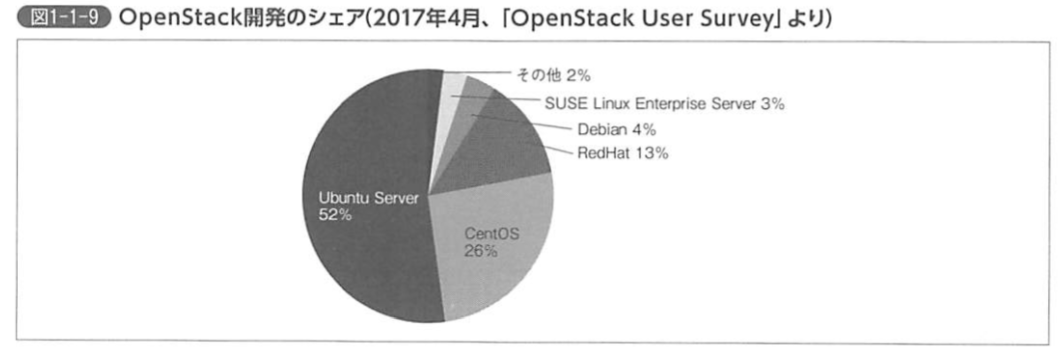 図1-1-9 OpenStack開発のシェア(2017年4月、「OpenStack User Survey」より)
その他 2%
SUSE Linux Enterprise Server 3%
Debian 4%
RedHat 13%
Ubuntu Server
52%
CentOS
26%